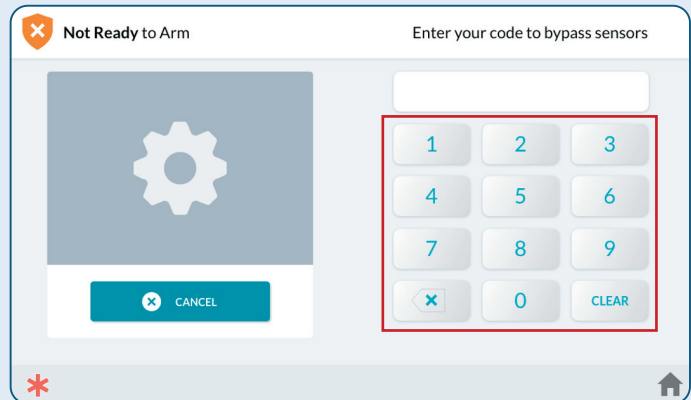 Not Ready to Arm
Enter your code to bypass sensors
1 2 3
4 5 6
7 8 9
0 CLEAR
CANCEL